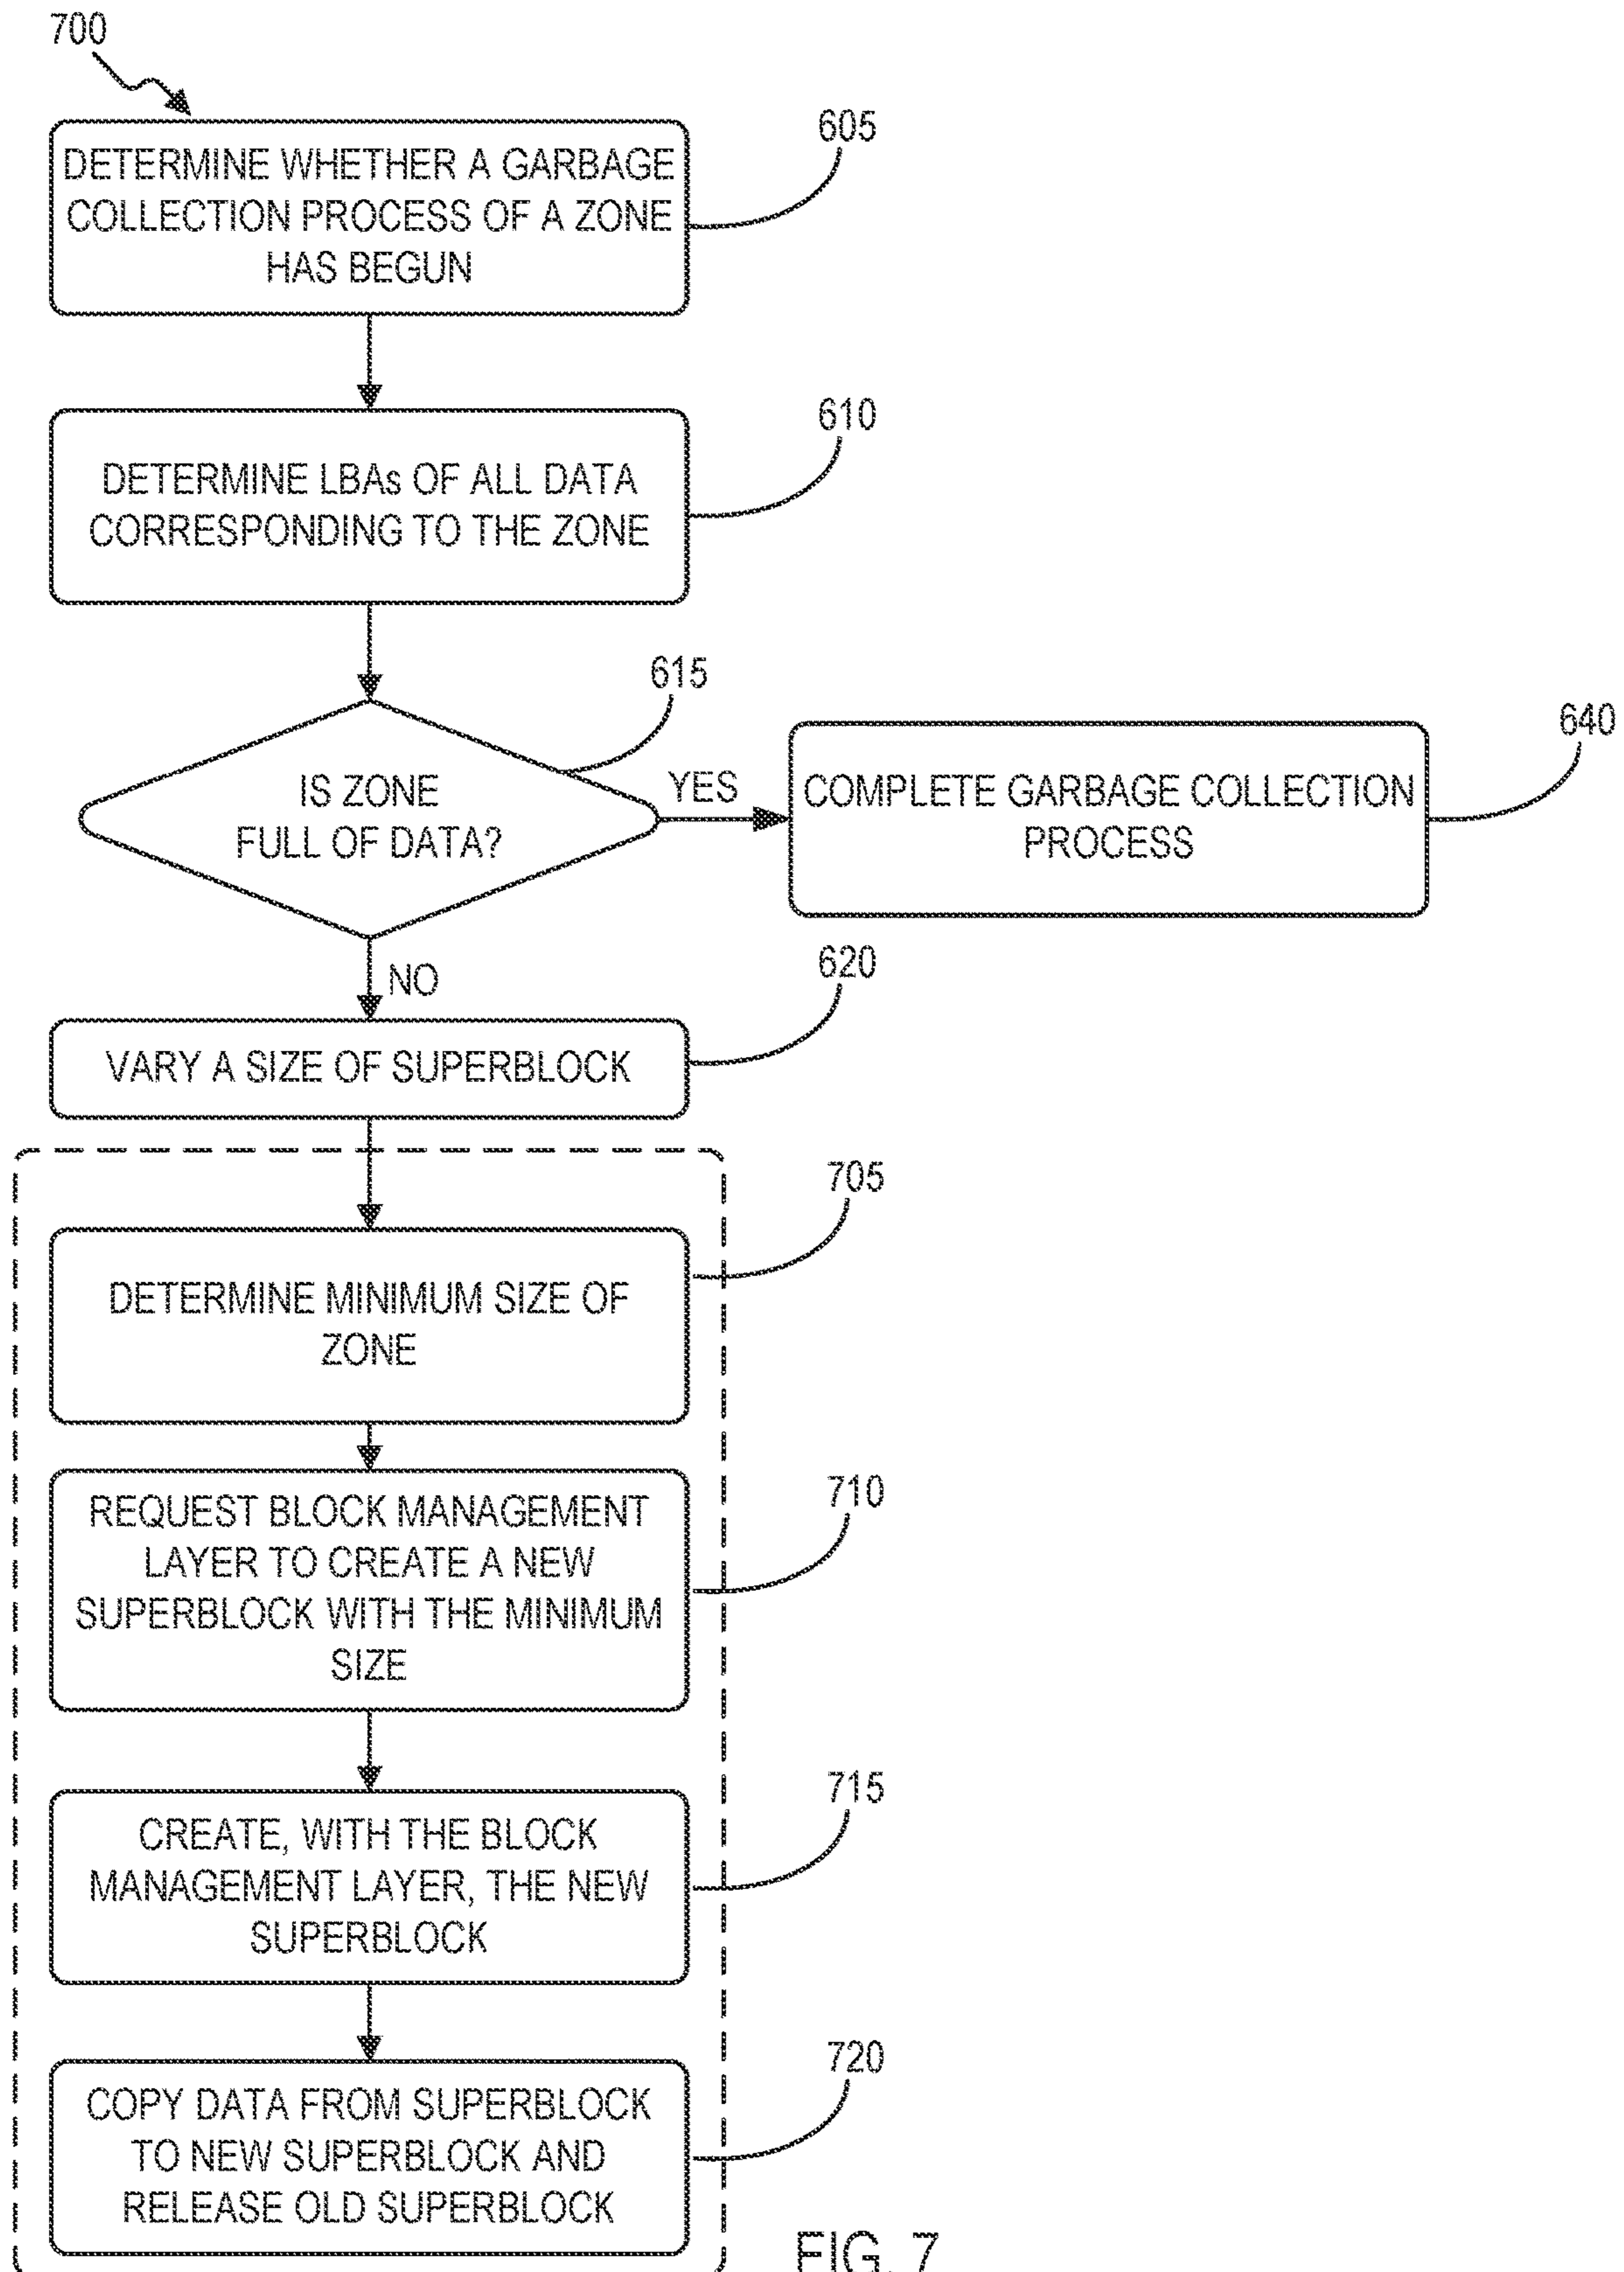 700
605
DETERMINE WHETHER A GARBAGE
COLLECTION PROCESS OF A ZONE
HAS BEGUN
610
DETERMINE LBAs OF ALL DATA
CORRESPONDING TO THE ZONE
615
IS ZONE
FULL OF DATA?
YES
640
COMPLETE GARBAGE COLLECTION
PROCESS
NO
620
VARY A SIZE OF SUPERBLOCK
705
DETERMINE MINIMUM SIZE OF
ZONE
710
REQUEST BLOCK MANAGEMENT
LAYER TO CREATE A NEW
SUPERBLOCK WITH THE MINIMUM
SIZE
715
CREATE, WITH THE BLOCK
MANAGEMENT LAYER, THE NEW
SUPERBLOCK
720
COPY DATA FROM SUPERBLOCK
TO NEW SUPERBLOCK AND
RELEASE OLD SUPERBLOCK
FIG. 7